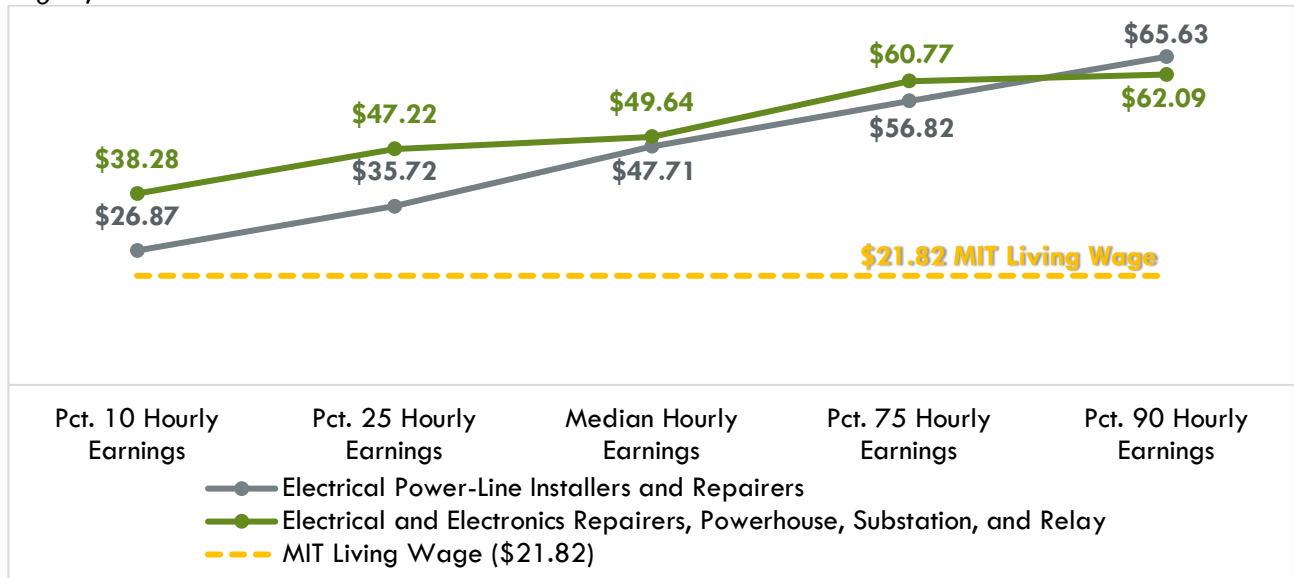 $65.63
$60.77
$49.64
$47.22
$62.09
$38.28
$56.82
$35.72
$47.71
$26.87
$21.82 MIT Living Wage
Pct. 10 Hourly Earnings
Pct. 25 Hourly Earnings
Median Hourly Earnings
Pct. 75 Hourly Earnings
Pct. 90 Hourly Earnings
Electrical Power-Line Installers and Repairers
Electrical and Electronics Repairers, Powerhouse, Substation, and Relay
MIT Living Wage ($21.82)